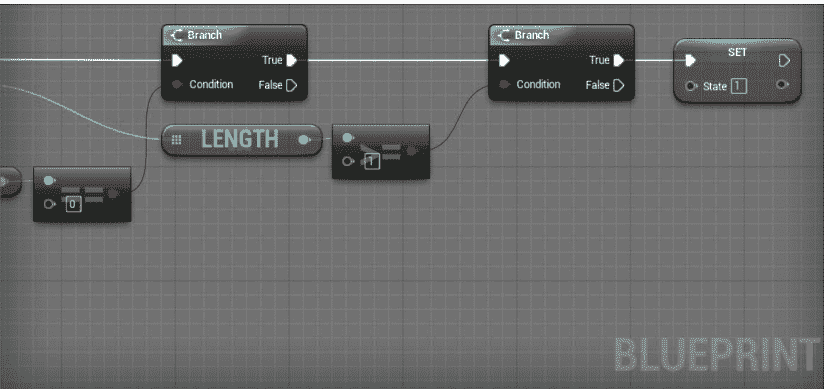 Branch
True
Condition
False
Branch
True
Condition
False
SET
State 1
LENGTH
>=
1
==
0
BLUEPRINT